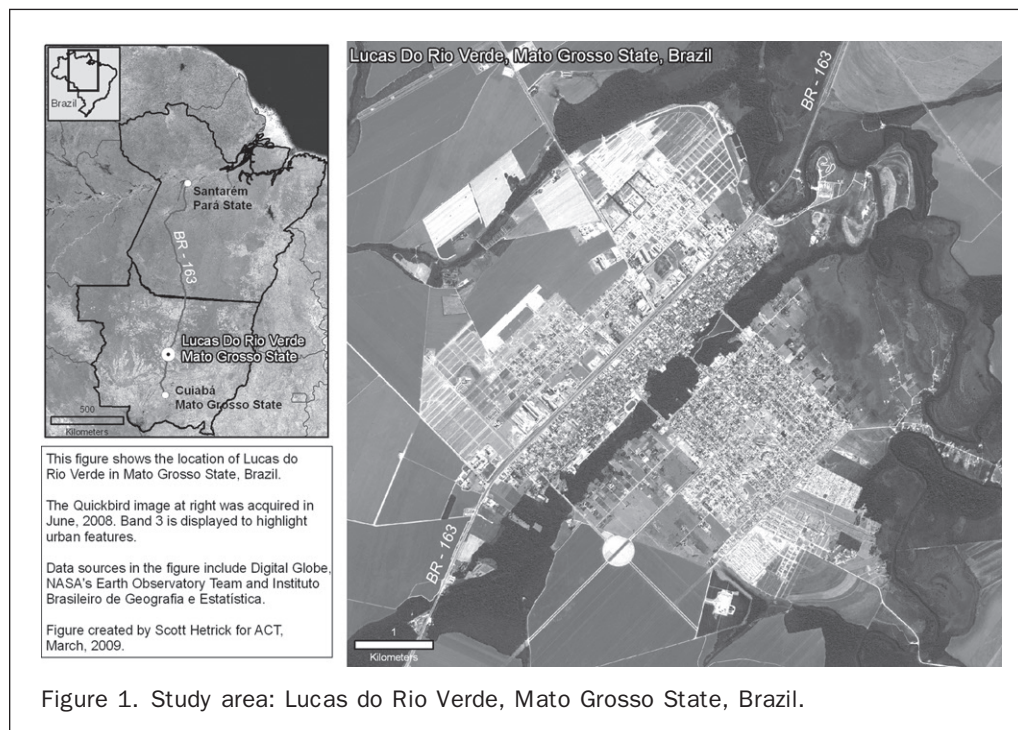 Brazil
Santarém
Pará State
BR - 163
Lucas Do Rio Verde
Mato Grosso State
Cuiabá
Mato Grosso State
500
Kilometers
This figure shows the location of Lucas do
Rio Verde in Mato Grosso State, Brazil.
The Quickbird image at right was acquired in
June, 2008. Band 3 is displayed to highlight
urban features.
Data sources in the figure include Digital Globe,
NASA's Earth Observatory Team and Instituto
Brasileiro de Geografia e Estatística.
Figure created by Scott Hetrick for ACT,
March, 2009.
Lucas Do Rio Verde, Mato Grosso State, Brazil
BR - 163
BR - 163
1
Kilometers
Figure 1. Study area: Lucas do Rio Verde, Mato Grosso State, Brazil.